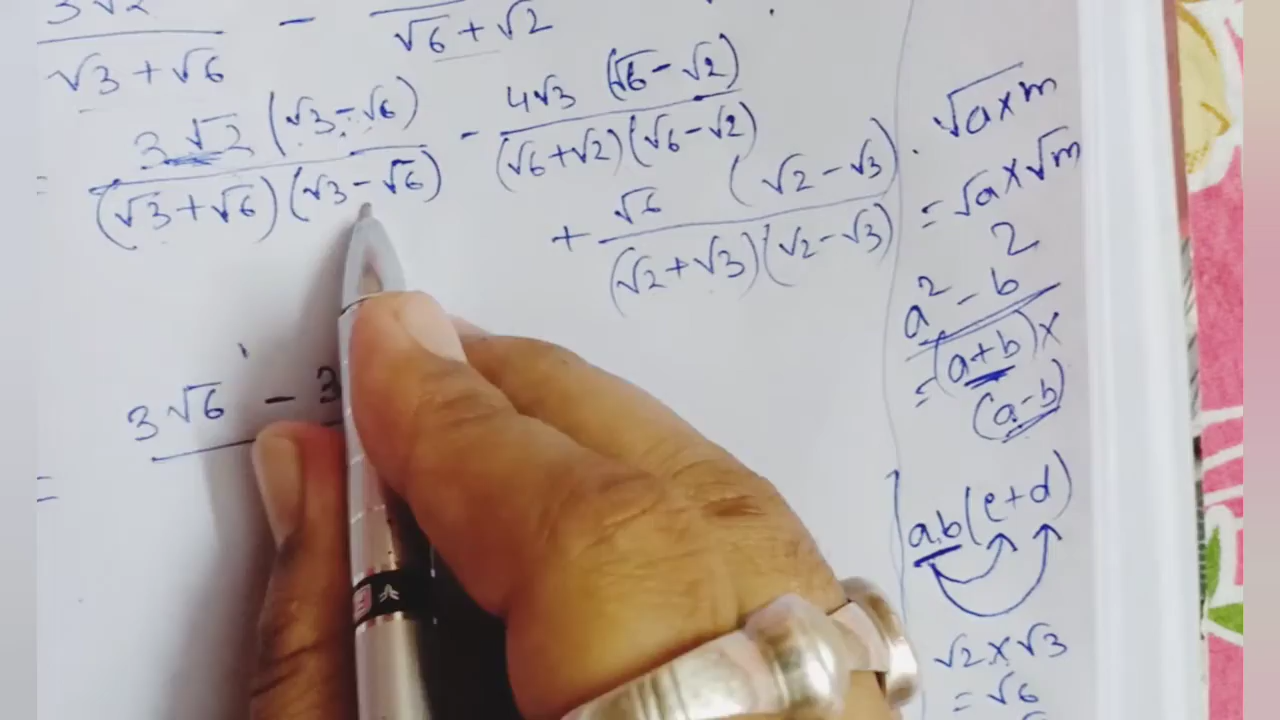 3√2
√3 + √6
-
√6 + √2
= 3√2 (√3 - √6)
(√3 + √6)(√3 - √6)
- 4√3 (√6 - √2)
(√6 + √2)(√6 - √2)
+ √6 (√2 - √3)
(√2 + √3)(√2 - √3)
= 3√6 - 3
√a×m
= √a × √m
a² - b²
= (a+b) ×
(a-b)
a.b(c+d)
√2 × √3
= √6